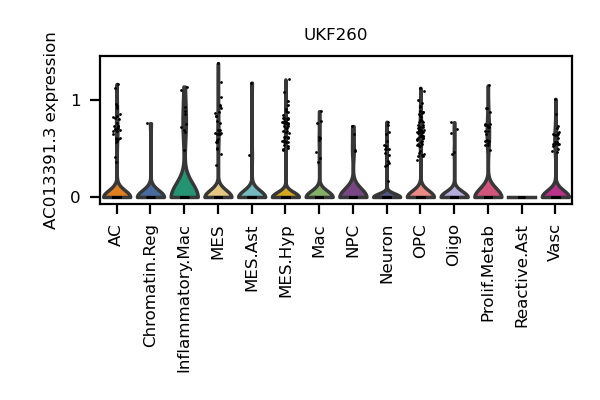 UKF260
AC013391.3 expression
1
0
AC
Chromatin.Reg
Inflammatory.Mac
MES
MES.Ast
MES.Hyp
Mac
NPC
Neuron
OPC
Oligo
Prolif.Metab
Reactive.Ast
Vasc